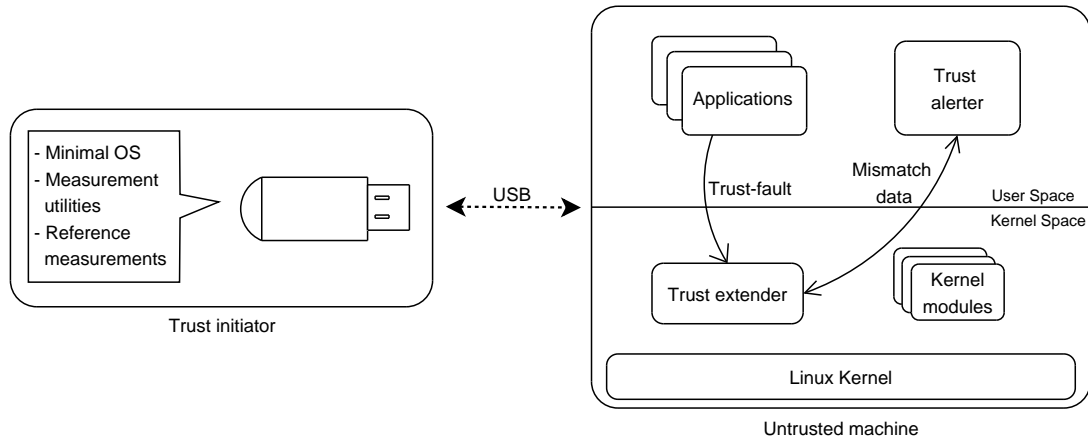 - Minimal OS
- Measurement
utilities
- Reference
measurements
Trust initiator
USB
Applications
Trust
alerter
Trust-fault
Mismatch
data
User Space
Kernel Space
Trust extender
Kernel
modules
Linux Kernel
Untrusted machine